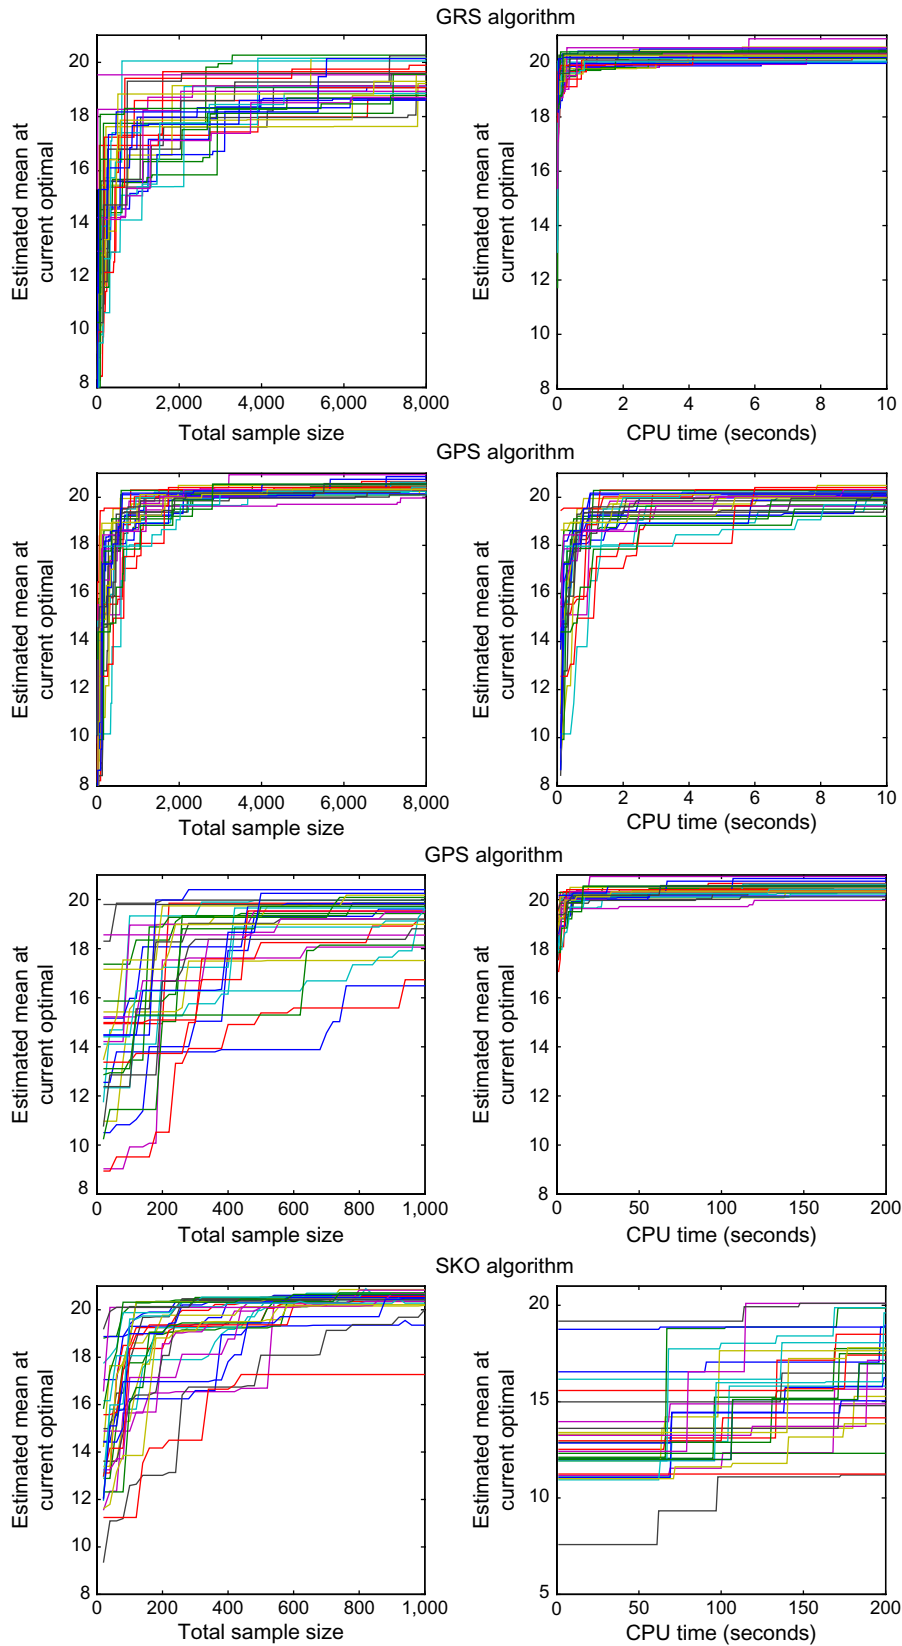 GRS algorithm
Estimated mean at
current optimal
20
18
16
14
12
10
8
0 2,000 4,000 6,000 8,000
Total sample size
Estimated mean at
current optimal
20
18
16
14
12
10
8
0 2 4 6 8 10
CPU time (seconds)
GPS algorithm
Estimated mean at
current optimal
20
18
16
14
12
10
8
0 2,000 4,000 6,000 8,000
Total sample size
Estimated mean at
current optimal
20
18
16
14
12
10
8
0 2 4 6 8 10
CPU time (seconds)
GPS algorithm
Estimated mean at
current optimal
20
18
16
14
12
10
8
0 200 400 600 800 1,000
Total sample size
Estimated mean at
current optimal
20
18
16
14
12
10
8
0 50 100 150 200
CPU time (seconds)
SKO algorithm
Estimated mean at
current optimal
20
18
16
14
12
10
8
0 200 400 600 800 1,000
Total sample size
Estimated mean at
current optimal
20
15
10
5
0 50 100 150 200
CPU time (seconds)